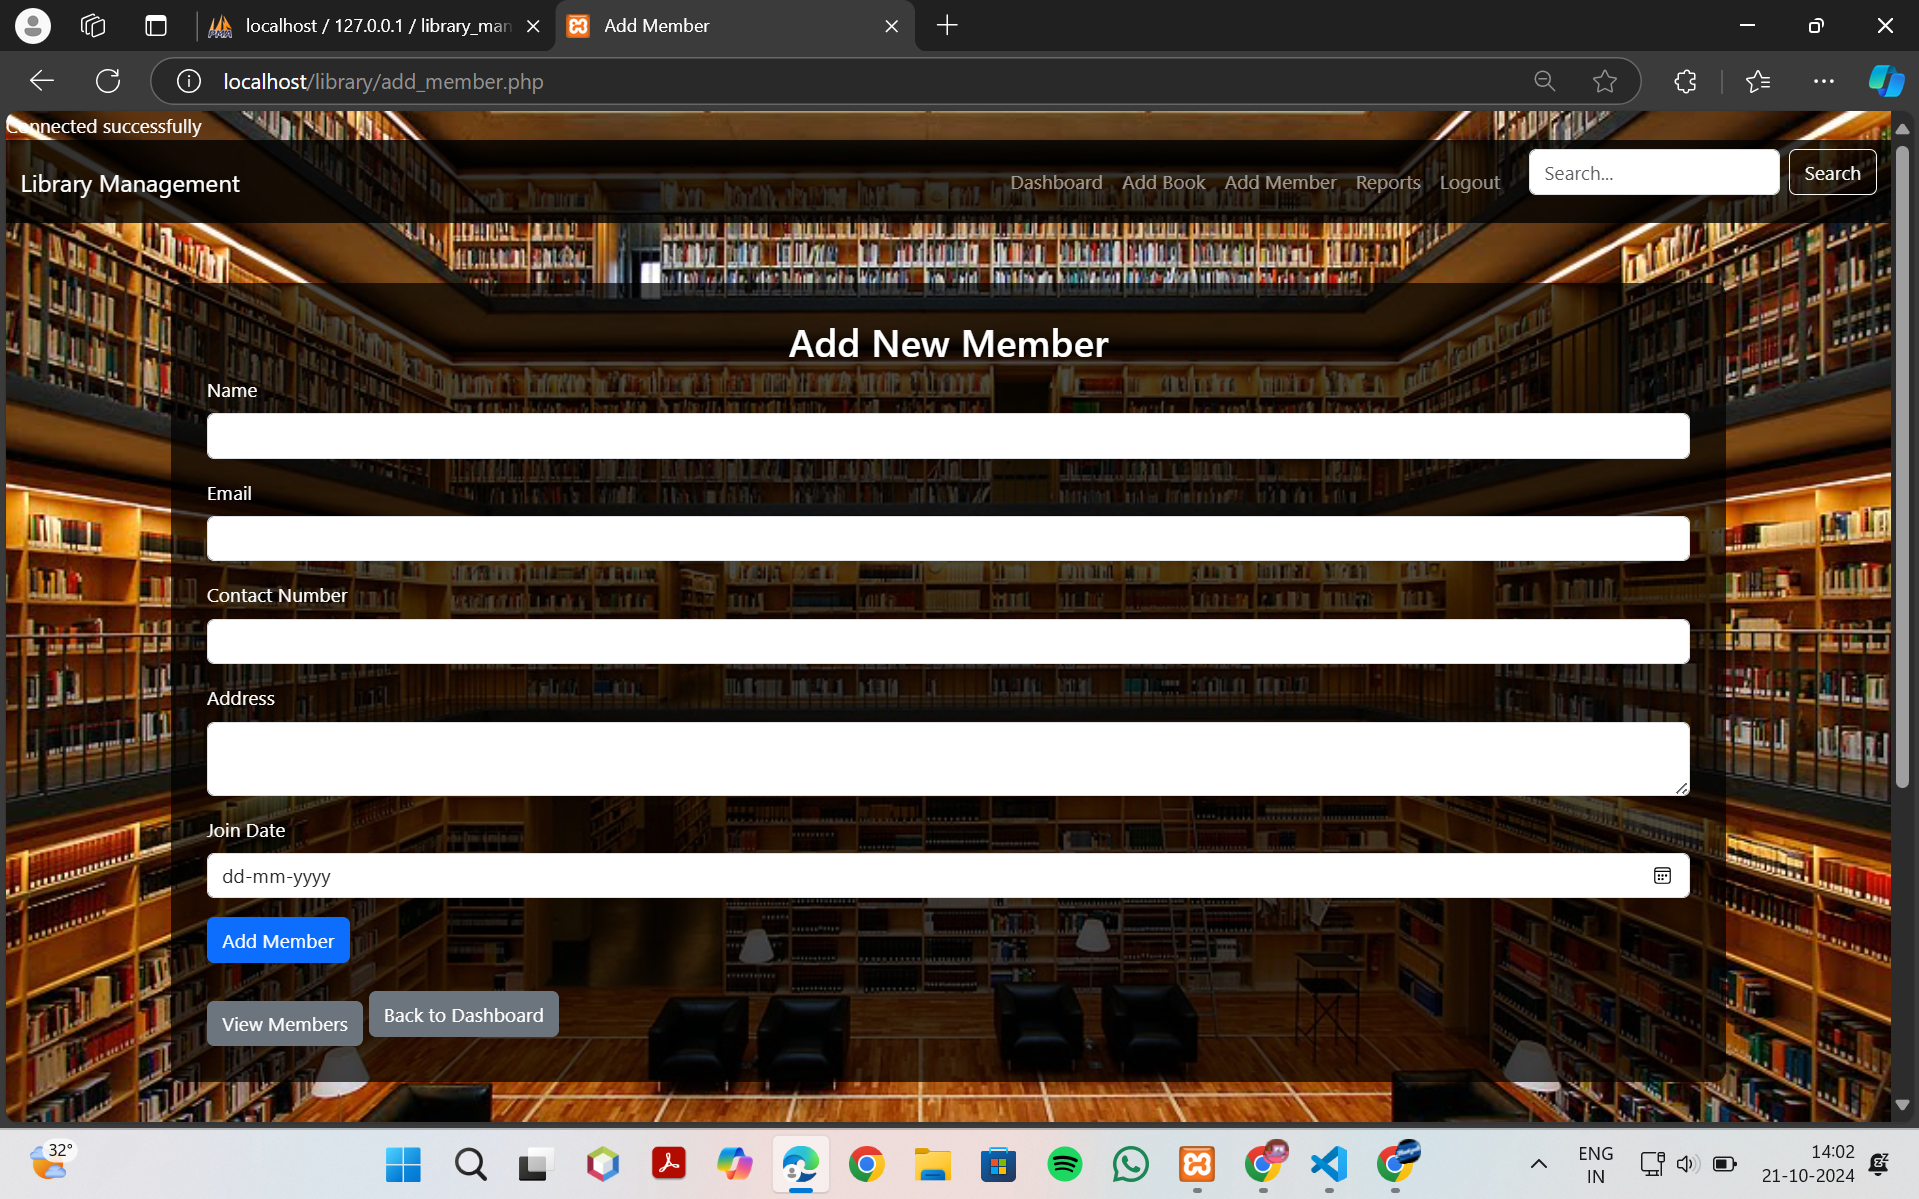 localhost / 127.0.0.1 / library_man
Add Member
localhost/library/add_member.php
Connected successfully
Library Management
Dashboard
Add Book
Add Member
Reports
Logout
Search...
Search
Add New Member
Name
Email
Contact Number
Address
Join Date
dd-mm-yyyy
Add Member
View Members
Back to Dashboard
32°
ENG
IN
14:02
21-10-2024